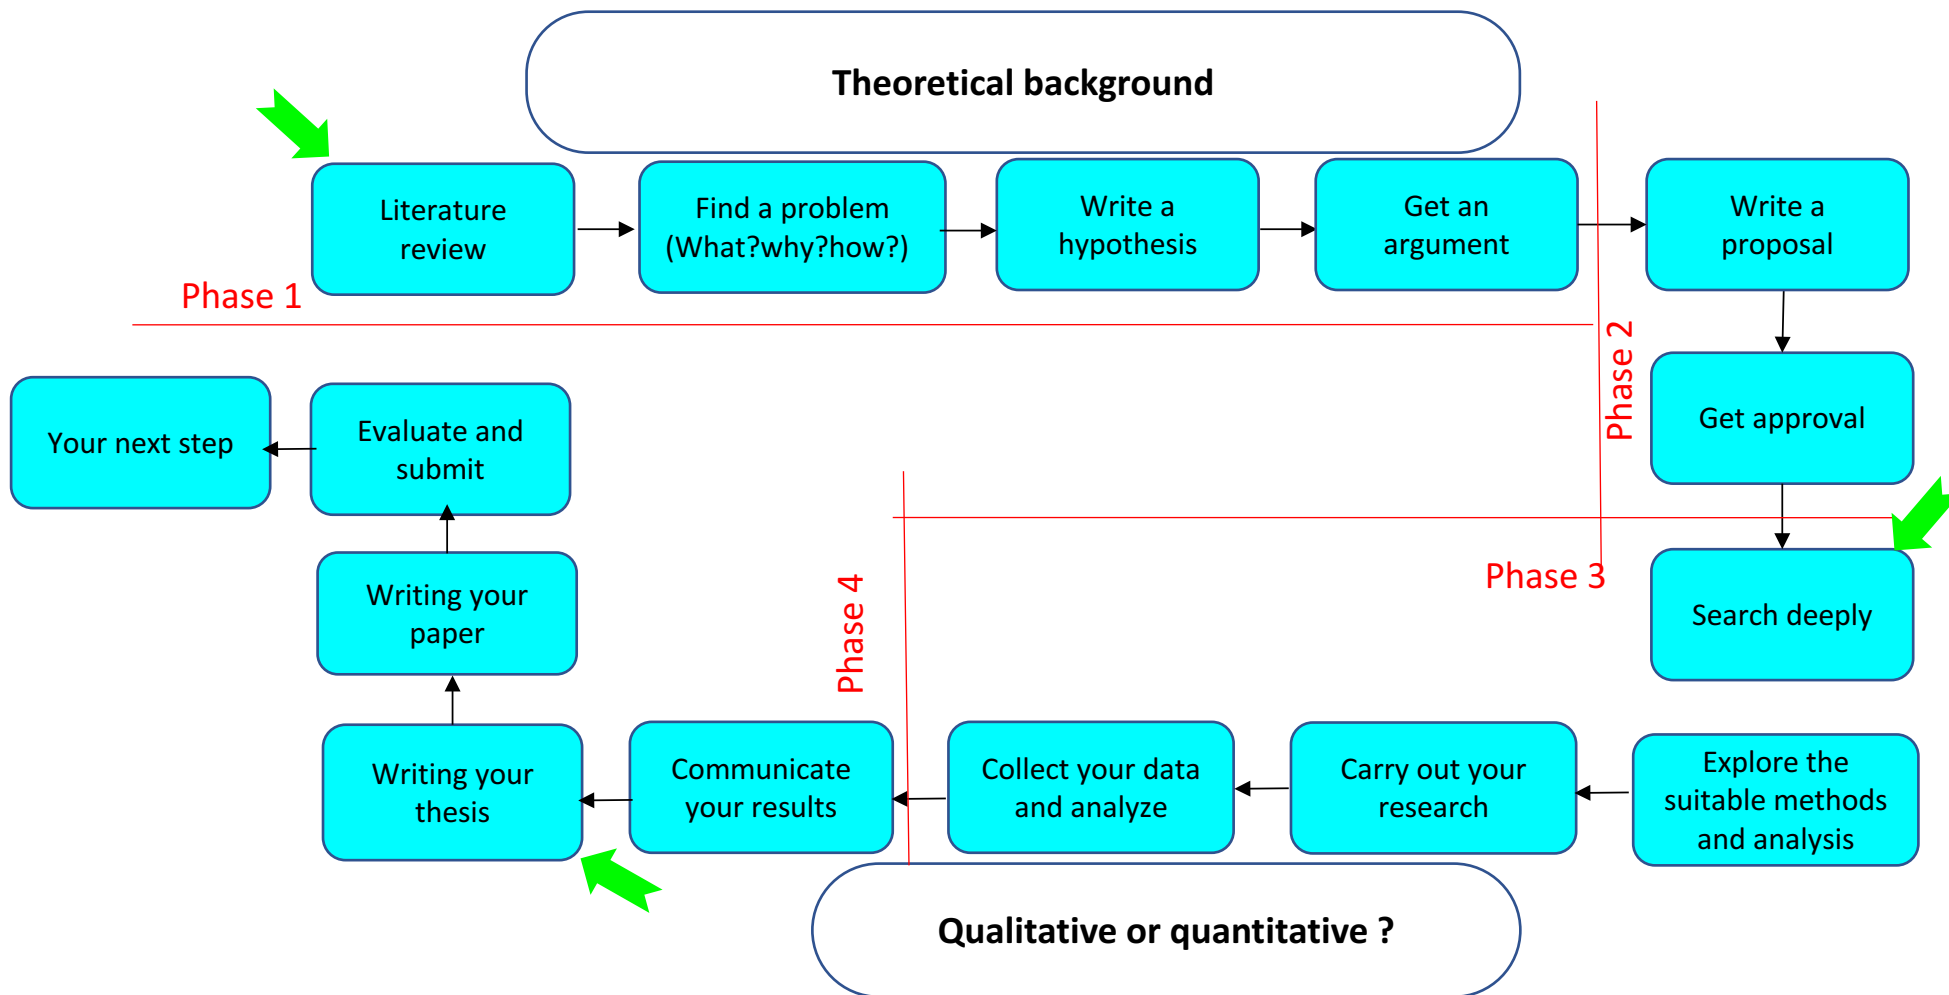 Theoretical background
Literature
review
Find a problem
(What?why?how?)
Write a
hypothesis
Get an
argument
Write a
proposal
Phase 1
Phase 2
Get approval
Your next step
Evaluate and
submit
Phase 3
Search deeply
Writing your
paper
Phase 4
Writing your
thesis
Communicate
your results
Collect your data
and analyze
Carry out your
research
Explore the
suitable methods
and analysis
Qualitative or quantitative ?